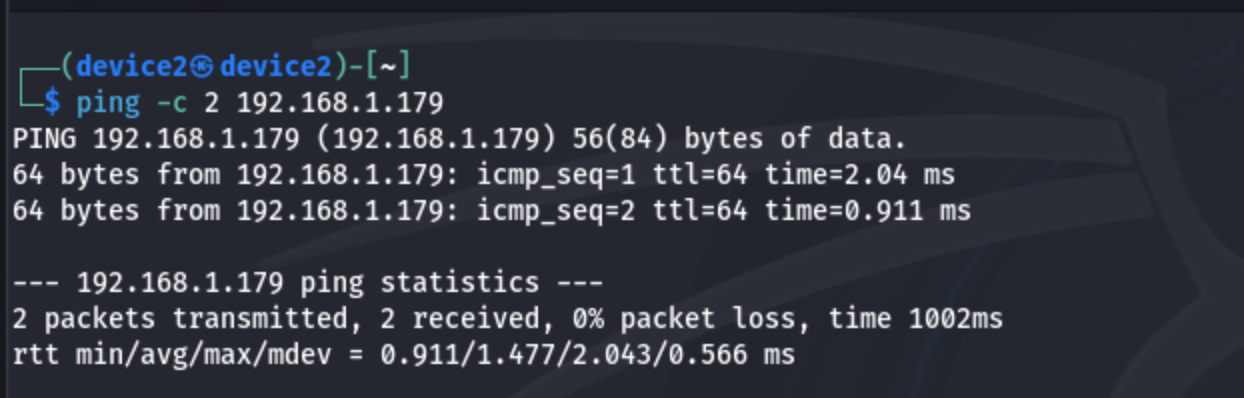 ┌──(device2㉿device2)-[~]
└─$ ping -c 2 192.168.1.179
PING 192.168.1.179 (192.168.1.179) 56(84) bytes of data.
64 bytes from 192.168.1.179: icmp_seq=1 ttl=64 time=2.04 ms
64 bytes from 192.168.1.179: icmp_seq=2 ttl=64 time=0.911 ms

--- 192.168.1.179 ping statistics ---
2 packets transmitted, 2 received, 0% packet loss, time 1002ms
rtt min/avg/max/mdev = 0.911/1.477/2.043/0.566 ms